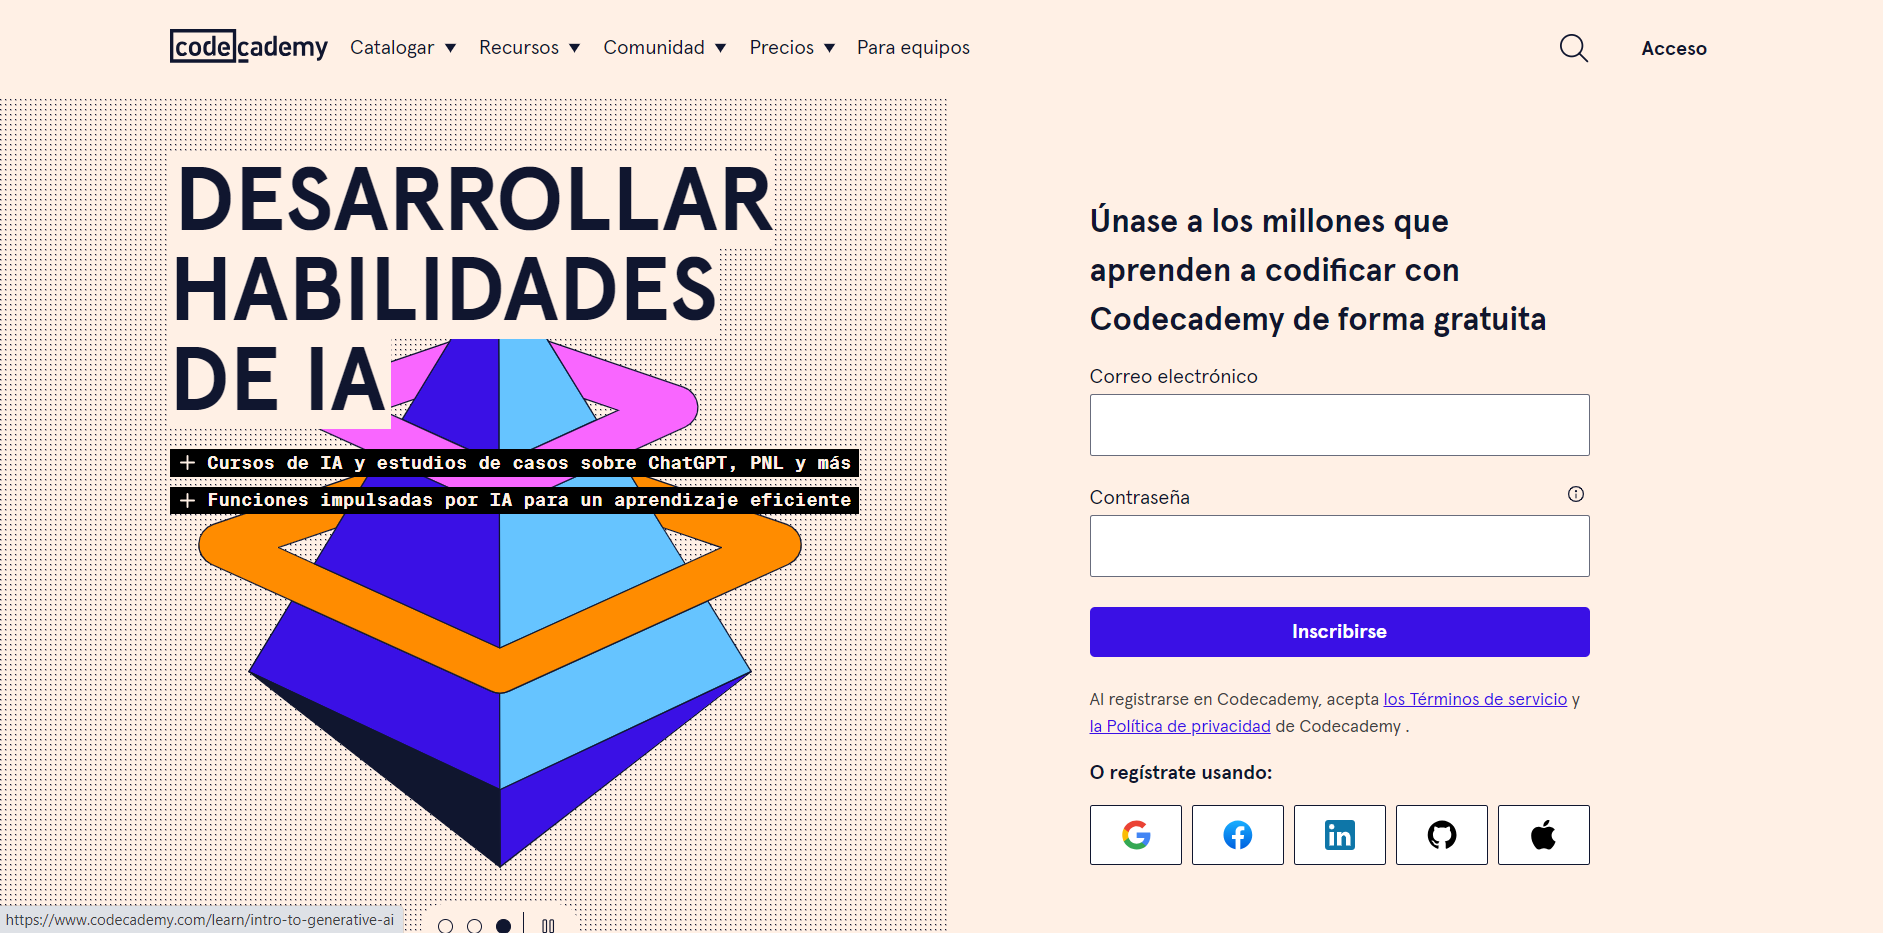 codecademy
Catalogar
Recursos
Comunidad
Precios
Para equipos
Acceso
DESARROLLAR
HABILIDADES
DE IA
+ Cursos de IA y estudios de casos sobre ChatGPT, PNL y más
+ Funciones impulsadas por IA para un aprendizaje eficiente
Únase a los millones que
aprenden a codificar con
Codecademy de forma gratuita
Correo electrónico
Contraseña
Inscribirse
Al registrarse en Codecademy, acepta los Términos de servicio y
la Política de privacidad de Codecademy .
O regístrate usando:
https://www.codecademy.com/learn/intro-to-generative-ai